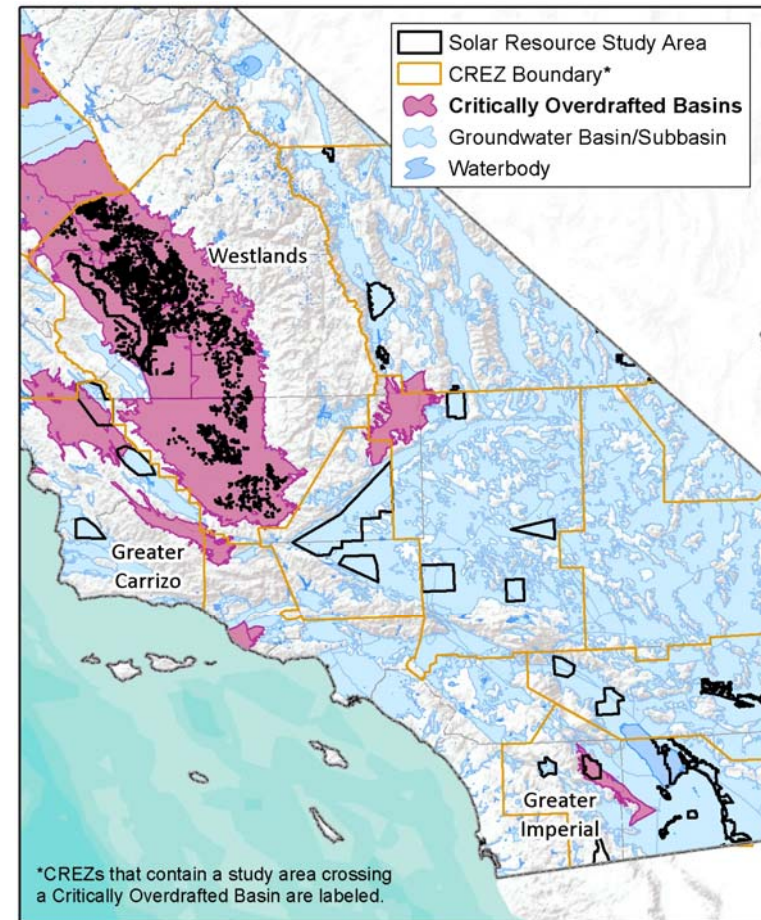 Solar Resource Study Area
CREZ Boundary*
Critically Overdrafted Basins
Groundwater Basin/Subbasin
Waterbody
Westlands
Greater
Carrizo
Greater
Imperial
*CREZs that contain a study area crossing
a Critically Overdrafted Basin are labeled.